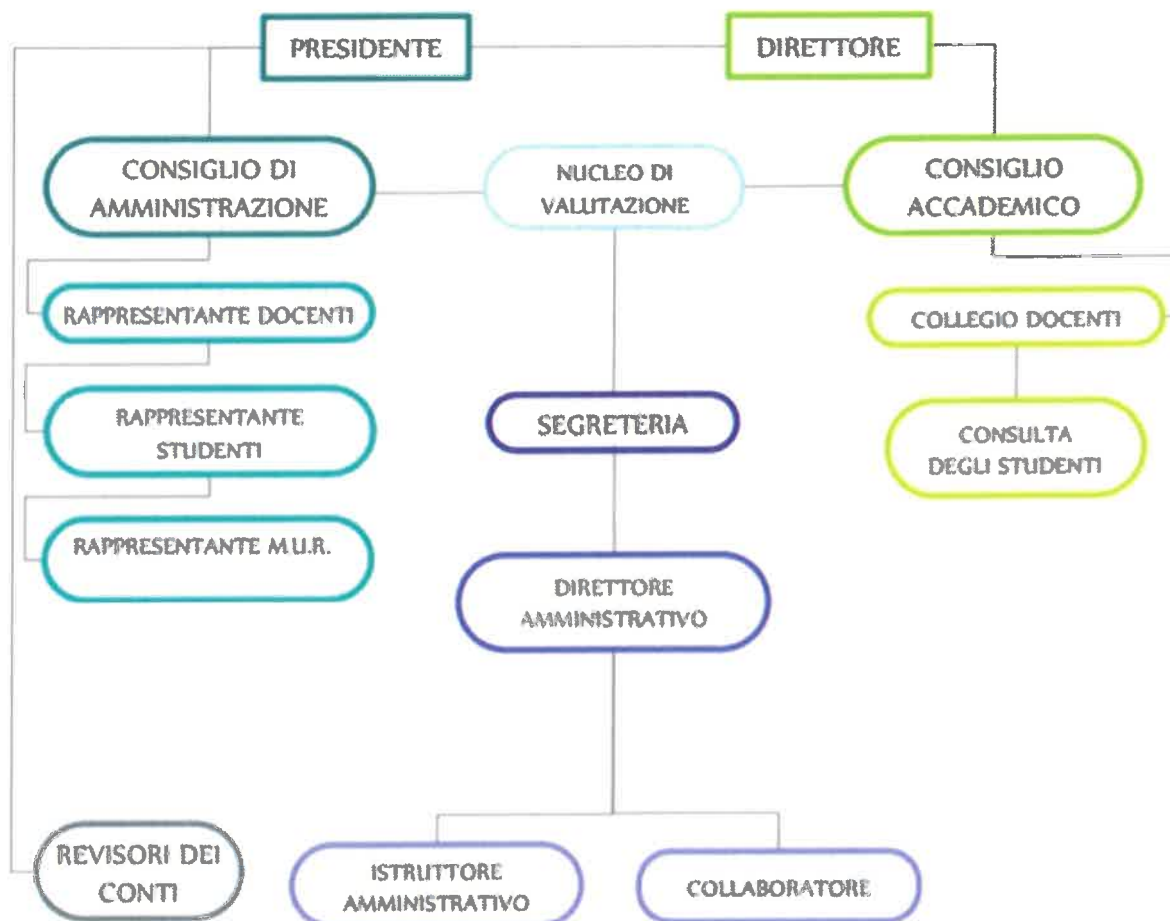 PRESIDENTE
DIRETTORE
CONSIGLIO DI
AMMINISTRAZIONE
NUCLEO DI
VALUTAZIONE
CONSIGLIO
ACCADEMICO
RAPPRESENTANTE DOCENTI
COLLEGIO DOCENTI
RAPPRESENTANTE
STUDENTI
SEGRETERIA
CONSULTA
DEGLI STUDENTI
RAPPRESENTANTE M.U.R.
DIRETTORE
AMMINISTRATIVO
REVISORI DEI
CONTI
ISTRUTTORE
AMMINISTRATIVO
COLLABORATORE